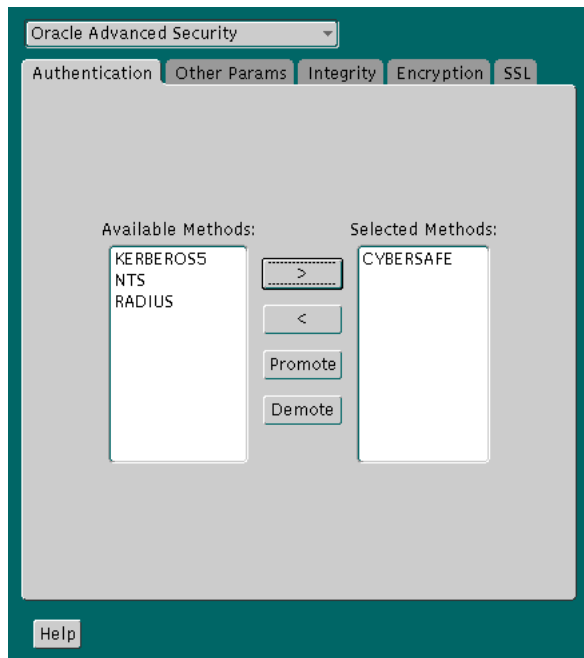 Oracle Advanced Security
Authentication Other Params Integrity Encryption SSL
Available Methods: Selected Methods:
KERBEROS5 > CYBERSAFE
NTS
RADIUS
<
Promote
Demote
Help